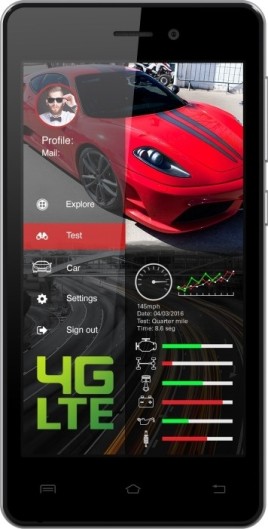 Profile:
Mail:
Explore
Test
Car
Settings
Sign out
145mph
Date: 04/03/2016
Test: Quarter mile
Time: 8.6 seg
4G
LTE